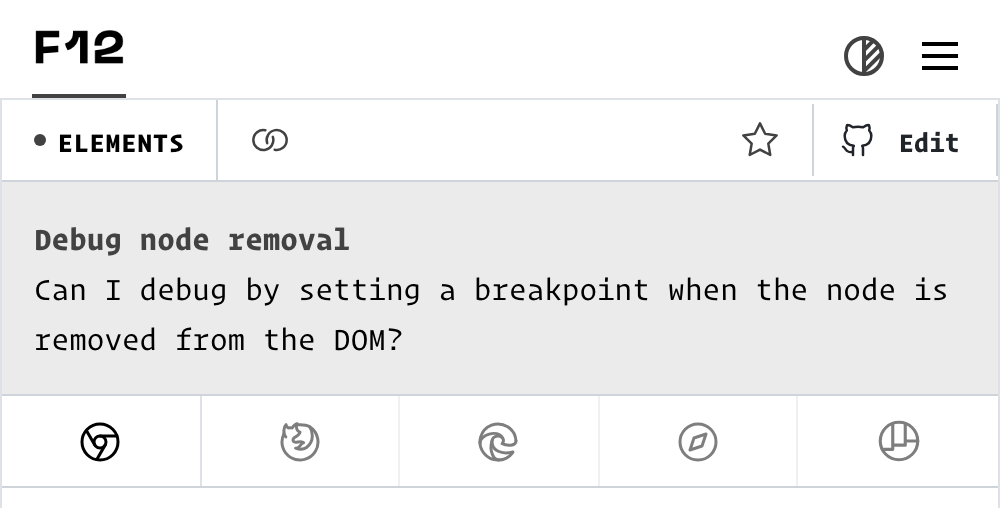 F12
ELEMENTS
Edit
Debug node removal
Can I debug by setting a breakpoint when the node is
removed from the DOM?